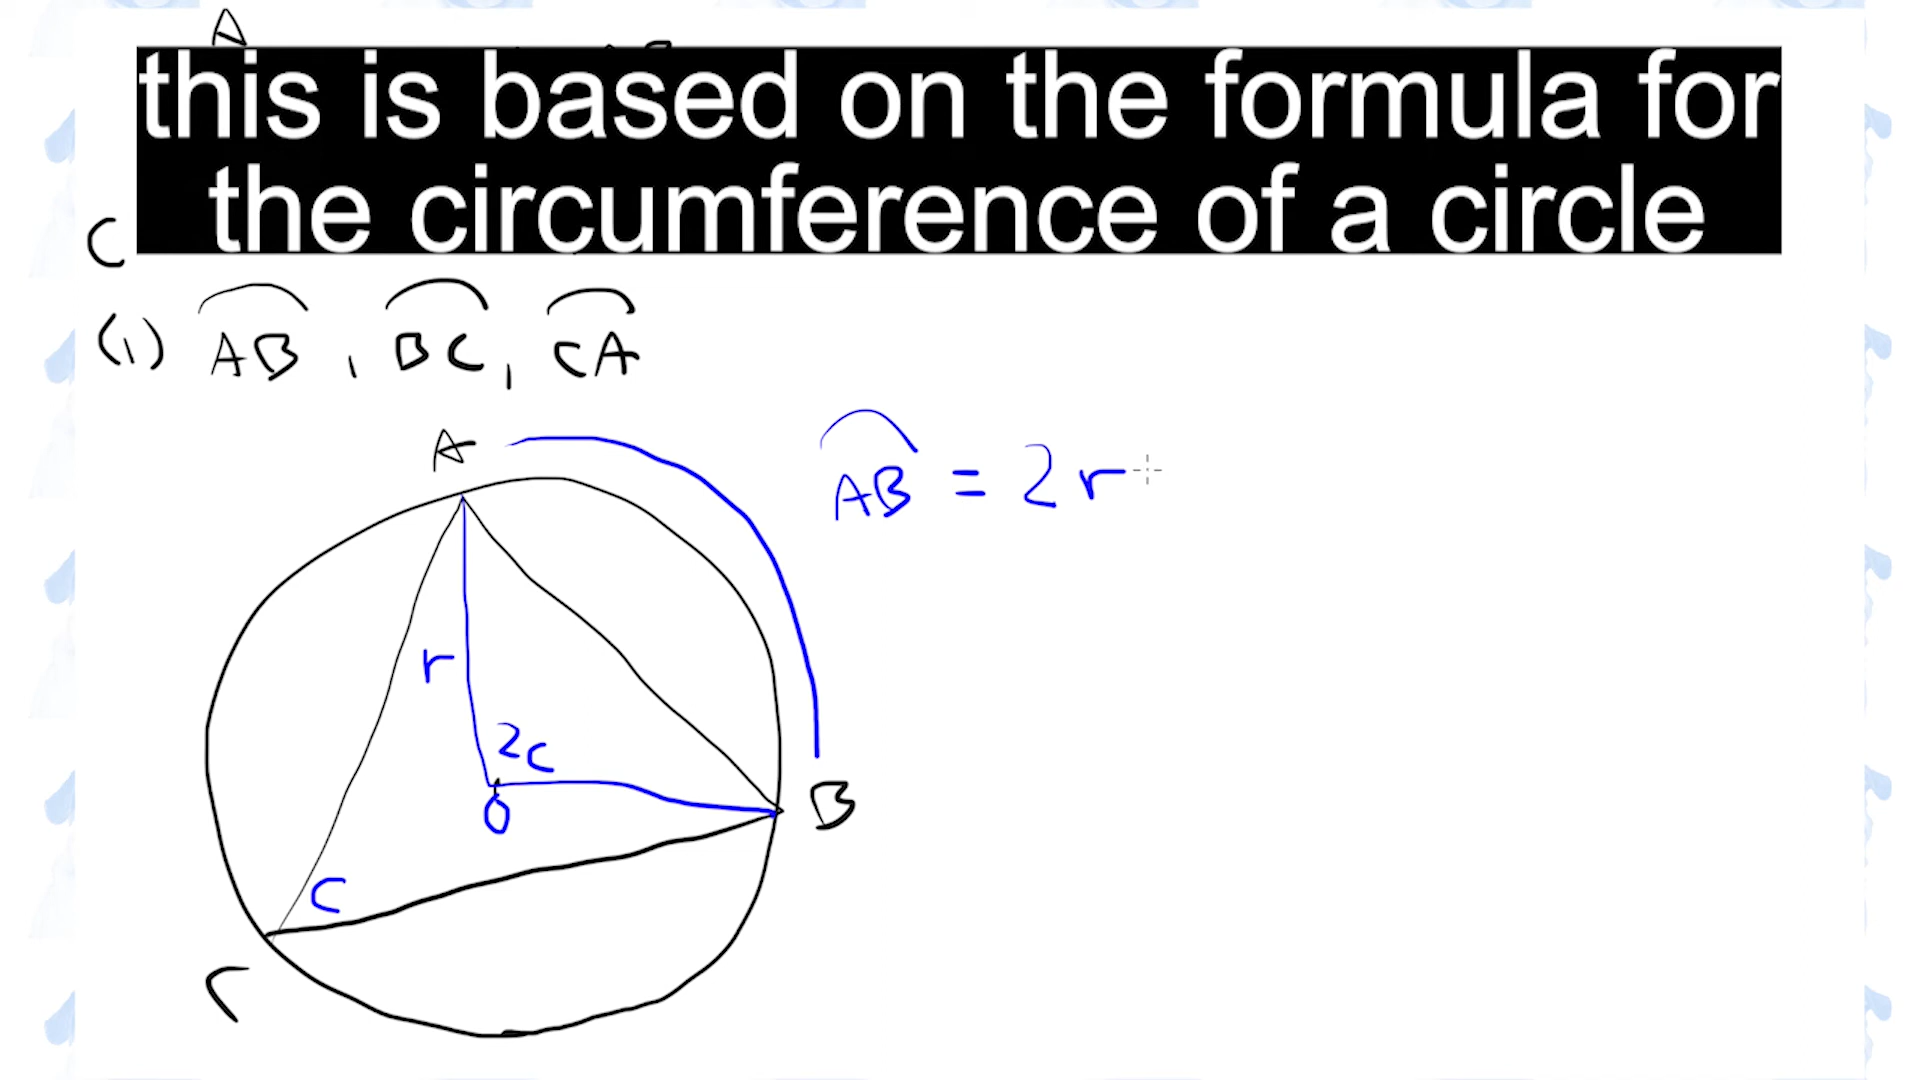 A
this is based on the formula for
the circumference of a circle
C
(1) AB, BC, CA
A
AB = 2r
r
2C
O
B
C
C